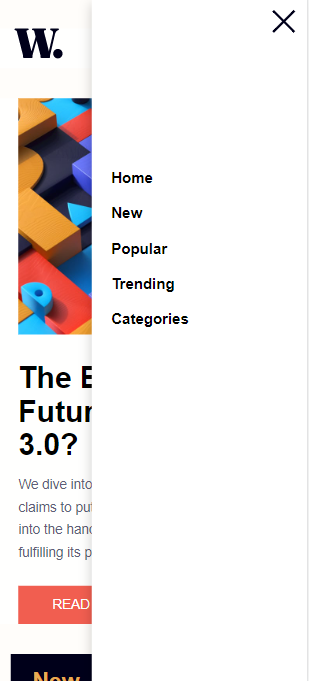 W.
Home
New
Popular
Trending
Categories
The
Futur
3.0?
We dive into
claims to put
into the hand
fulfilling its p
READ
New